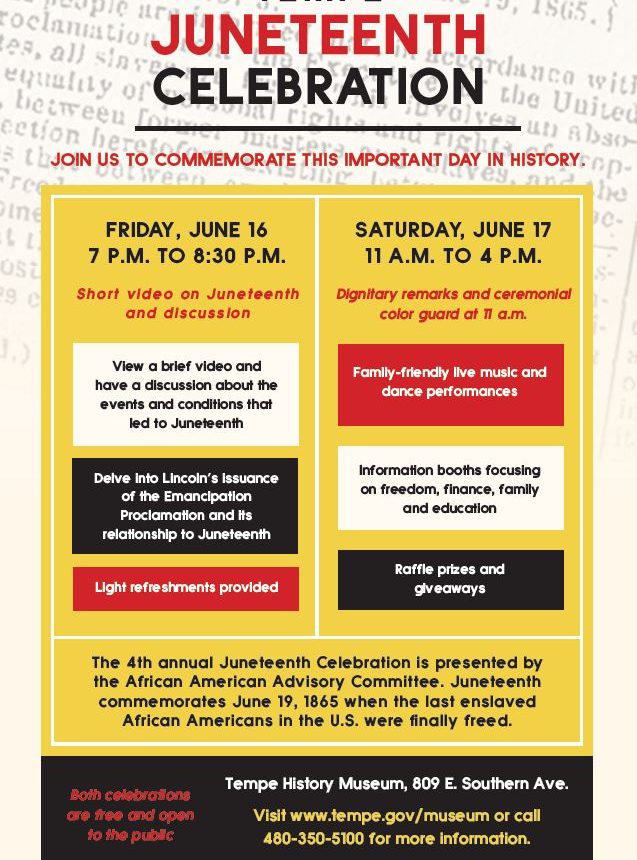 JUNETEENTH
CELEBRATION
JOIN US TO COMMEMORATE THIS IMPORTANT DAY IN HISTORY.
FRIDAY, JUNE 16
7 P.M. TO 8:30 P.M.
Short video on Juneteenth
and discussion
View a brief video and
have a discussion about the
events and conditions that
led to Juneteenth
Delve into Lincoln's issuance
of the Emancipation
Proclamation and its
relationship to Juneteenth
Light refreshments provided
SATURDAY, JUNE 17
11 A.M. TO 4 P.M.
Dignitary remarks and ceremonial
color guard at 11 a.m.
Family-friendly live music and
dance performances
Information booths focusing
on freedom, finance, family
and education
Raffle prizes and
giveaways
The 4th annual Juneteenth Celebration is presented by
the African American Advisory Committee. Juneteenth
commemorates June 19, 1865 when the last enslaved
African Americans in the U.S. were finally freed.
Both celebrations
are free and open
to the public
Tempe History Museum, 809 E. Southern Ave.
Visit www.tempe.gov/museum or call
480-350-5100 for more information.